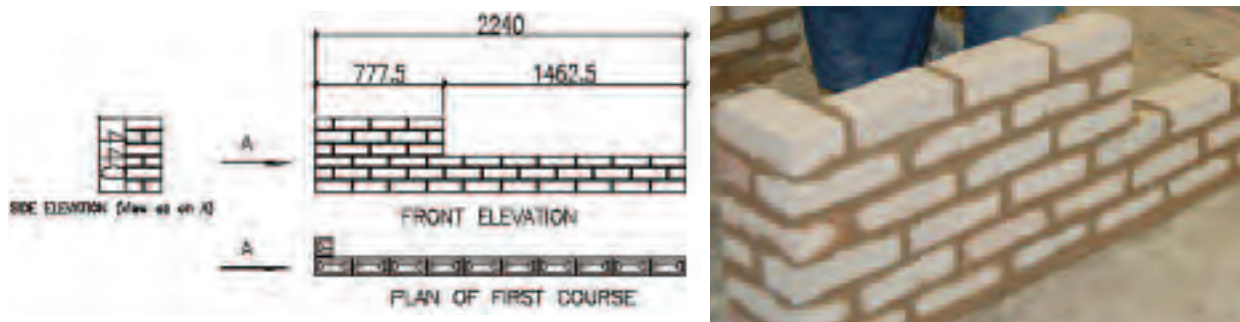 2240
777.5 1462.5
A
SIDE ELEVATION (View as on A)
FRONT ELEVATION
A
PLAN OF FIRST COURSE